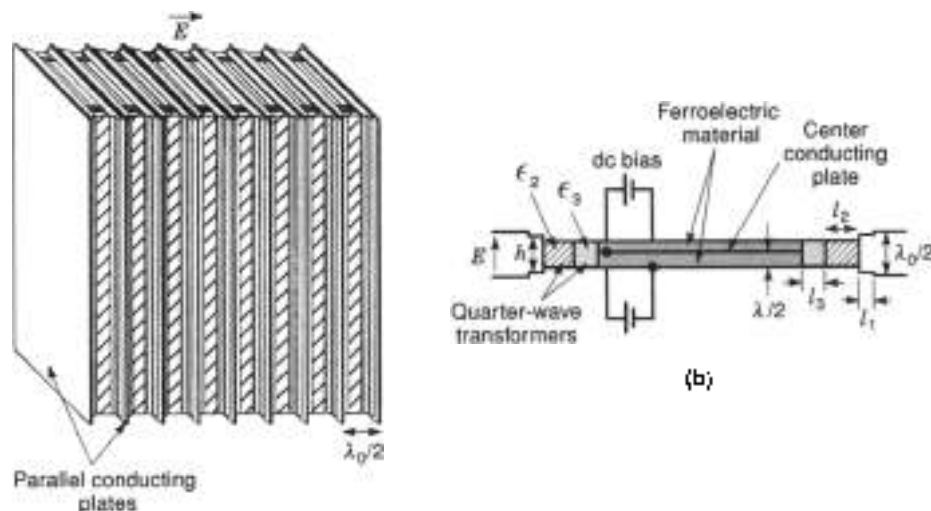 E
Parallel conducting
plates
λ₀/2
Ferroelectric
material
Center
conducting
plate
dc bias
ϵ₂
ϵ₃
l₂
E
h
λ₀/2
Quarter-wave
transformers
λ/2
l₃
l₁
(b)